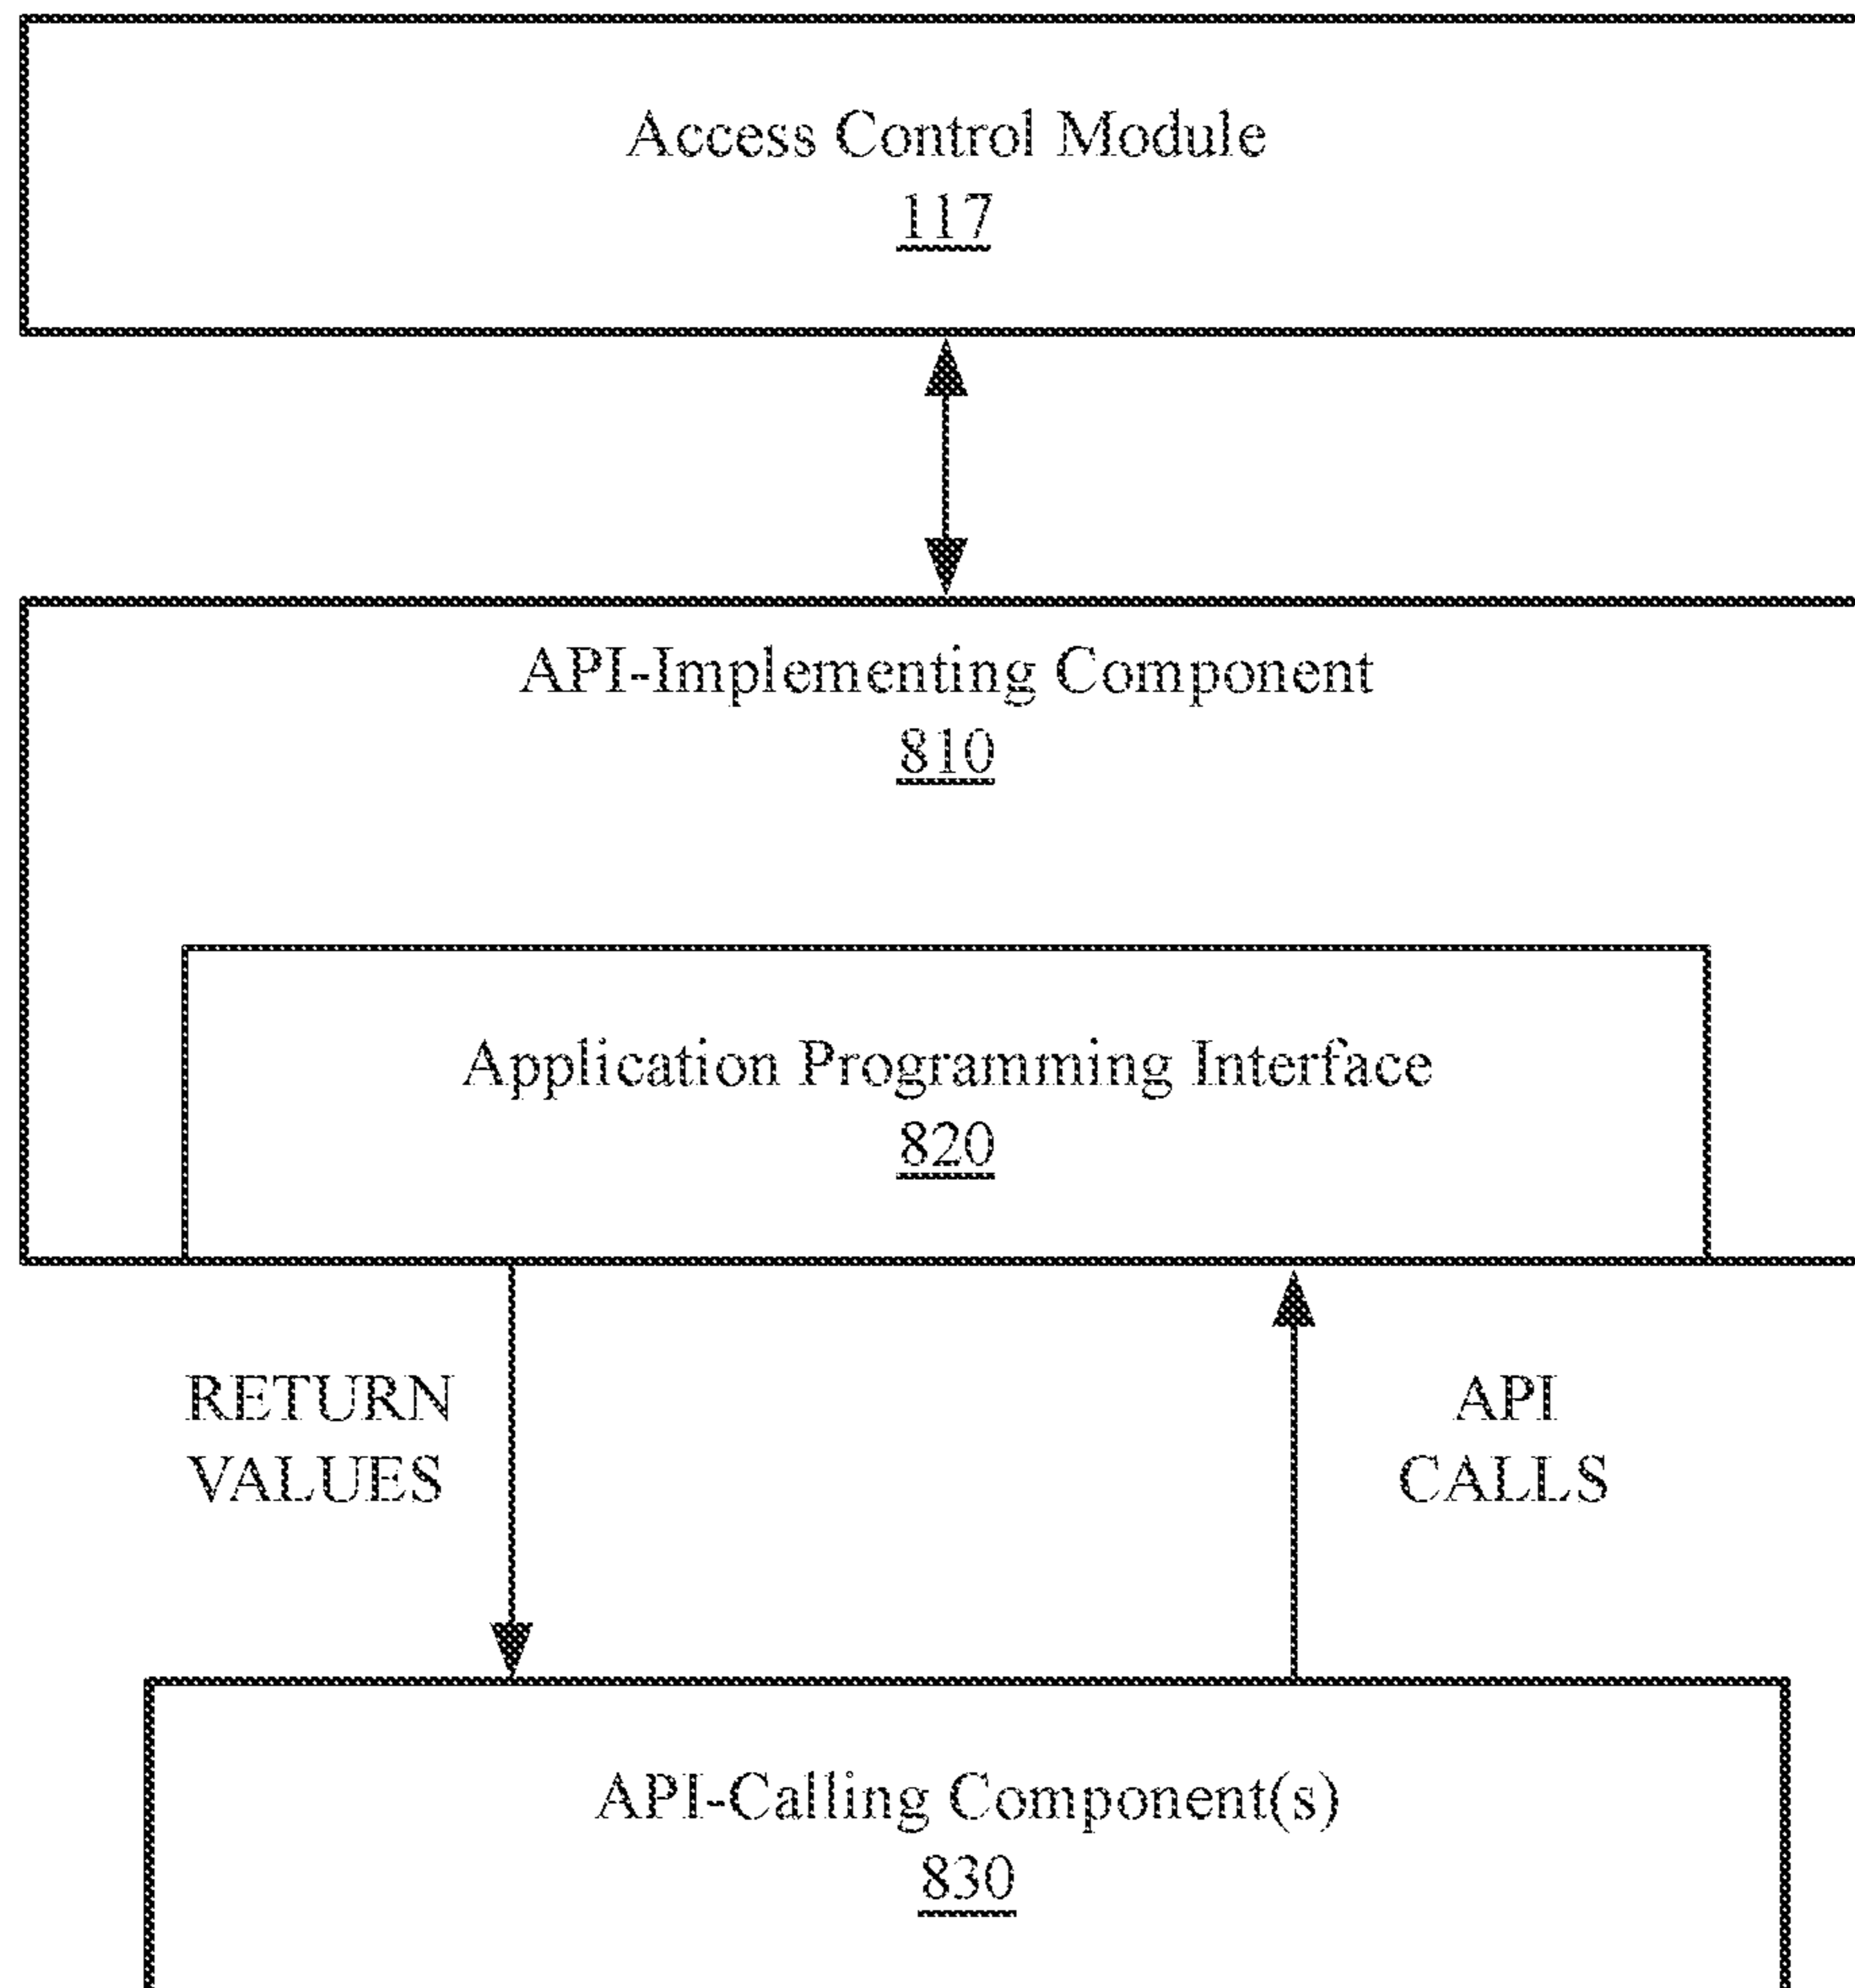 Access Control Module
117
API-Implementing Component
810
Application Programming Interface
820
RETURN
VALUES
API
CALLS
API-Calling Component(s)
830